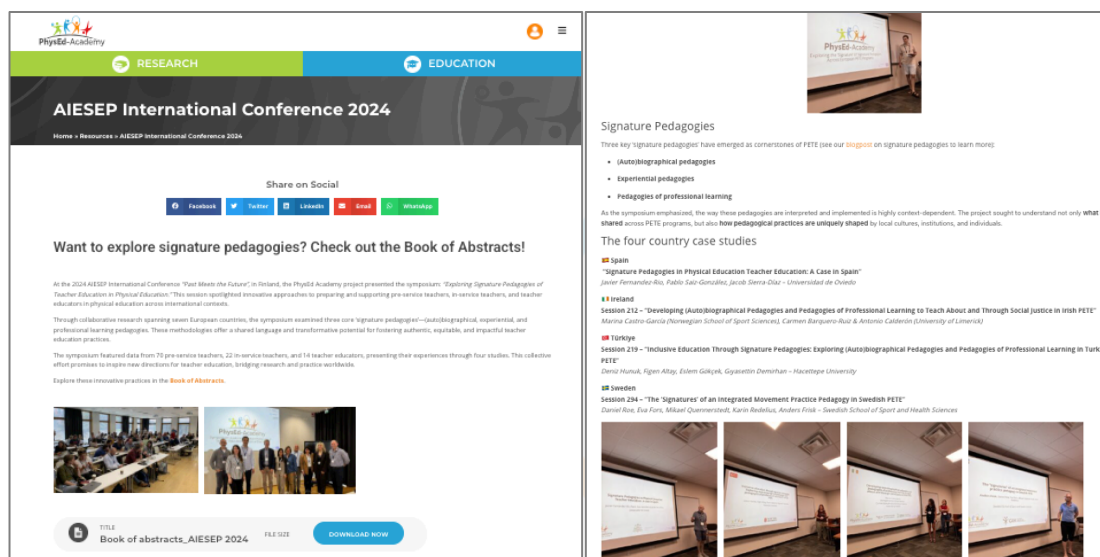 PhysEd-Academy
RESEARCH
EDUCATION
AIESEP International Conference 2024
Home » Resources » AIESEP International Conference 2024
Share on Social
Facebook
Twitter
LinkedIn
Email
WhatsApp
Want to explore signature pedagogies? Check out the Book of Abstracts!
At the 2024 AIESEP International Conference "Past Meets the Future", in Finland, the PhysEd Academy project presented the symposium: "Exploring Signature Pedagogies of
Teacher Education in Physical Education." This session spotlighted innovative approaches to preparing and supporting pre-service teachers, in-service teachers, and teacher
educators in physical education across international contexts.
Through collaborative research spanning seven European countries, the symposium examined three core 'signature pedagogies'—(auto)biographical, experiential, and
professional learning pedagogies. These methodologies offer a shared language and transformative potential for fostering authentic, equitable, and impactful teacher
education practices.
The symposium featured data from 70 pre-service teachers, 22 in-service teachers, and 14 teacher educators, presenting their experiences through four studies. This collective
effort promises to inspire new directions for teacher education, bridging research and practice worldwide.
Explore these innovative practices in the Book of Abstracts.
PhysEd-Academy
TITLE
Book of abstracts_AIESEP 2024
FILE SIZE
DOWNLOAD NOW
PhysEd-Academy
Signature Pedagogies
Three key 'signature pedagogies' have emerged as cornerstones of PETE (see our blogpost on signature pedagogies to learn more):
(Auto)biographical pedagogies
Experiential pedagogies
Pedagogies of professional learning
As the symposium emphasized, the way these pedagogies are interpreted and implemented is highly context-dependent. The project sought to understand not only what
shared across PETE programs, but also how pedagogical practices are uniquely shaped by local cultures, institutions, and individuals.
The four country case studies
Spain
"Signature Pedagogies in Physical Education Teacher Education: A Case in Spain"
Javier Fernandez-Rio, Pablo Saiz-González, Jacob Sierra-Díaz – Universidad de Oviedo
Ireland
Session 212 – "Developing (Auto)Biographical Pedagogies and Pedagogies of Professional Learning to Teach About and Through Social Justice in Irish PETE"
Marina Castro-García (Norwegian School of Sport Sciences), Carmen Barquero-Ruiz & Antonio Calderón (University of Limerick)
Türkiye
Session 219 – "Inclusive Education Through Signature Pedagogies: Exploring (Auto)biographical Pedagogies and Pedagogies of Professional Learning in Turk
PETE"
Deniz Hunuk, Figen Altay, Evlem Gökçek, Gıyasettin Demirhan – Hacettepe University
Sweden
Session 294 – "The 'Signatures' of an Integrated Movement Practice Pedagogy in Swedish PETE"
Daniel Roe, Eva Fors, Mikael Quennerstedt, Karin Redelius, Anders Frisk – Swedish School of Sport and Health Sciences